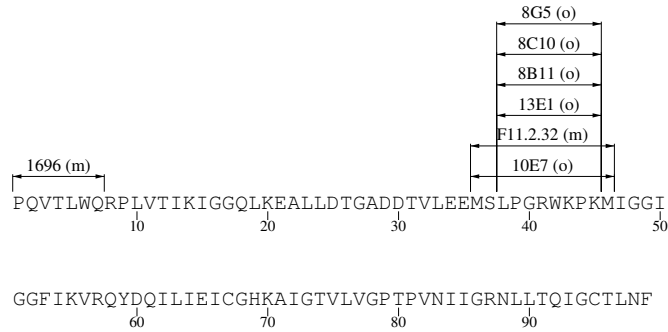 8G5 (o)
8C10 (o)
8B11 (o)
13E1 (o)
F11.2.32 (m)
1696 (m) 10E7 (o)
PQVTLWQRPLVTIKIGGQLKEALLDTGADDTVLEEMSLPGRWKPKMIGGI
10 20 30 40 50
GGFIKVRQYDQILIEICGHKAIGTVLVGPTPVNIIGRNLLTQIGCTLNF
60 70 80 90